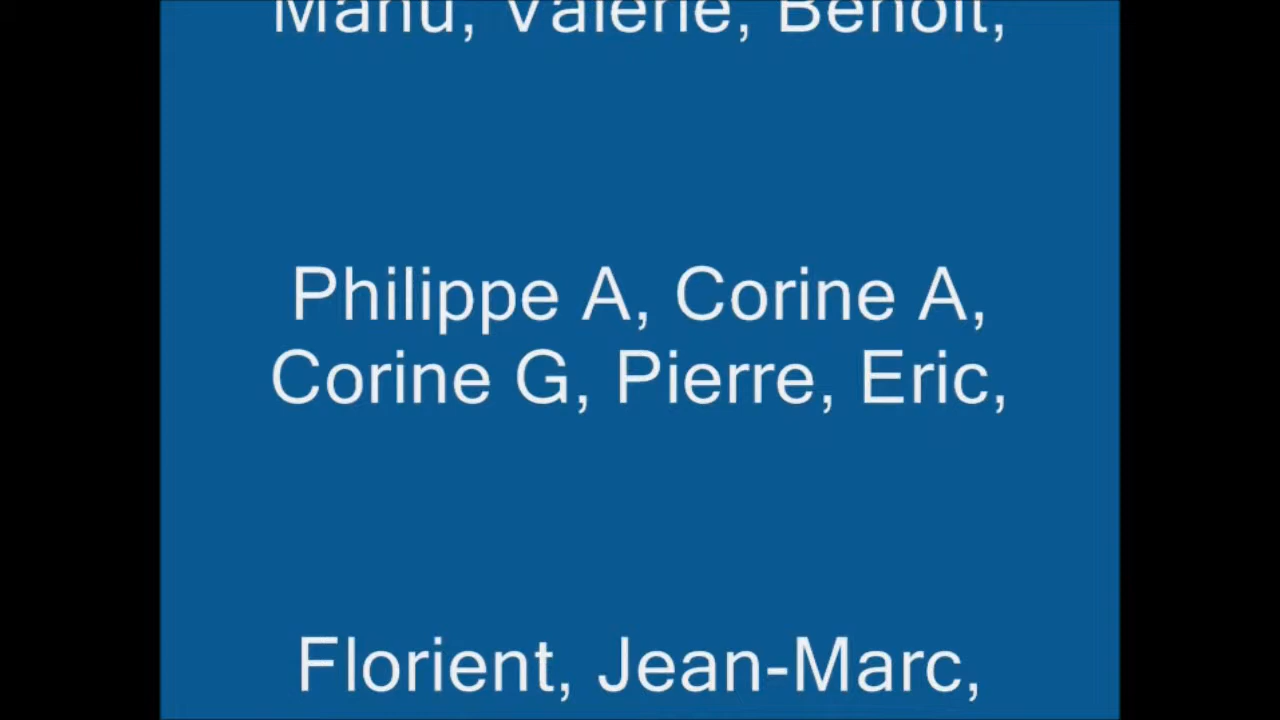 Manu, Valérie, Benoît,
Philippe A, Corine A,
Corine G, Pierre, Eric,
Florient, Jean-Marc,